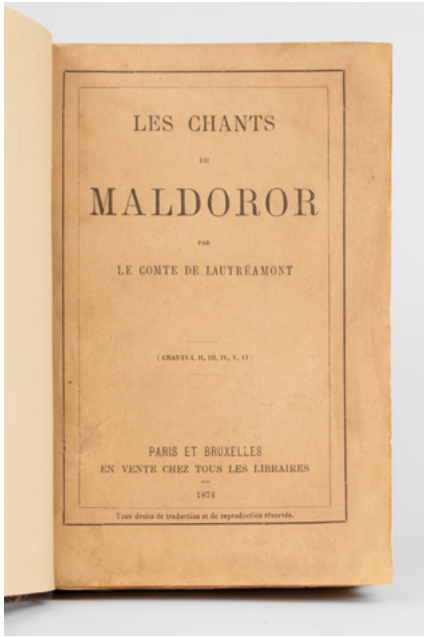 LES CHANTS
DE
MALDOROR
PAR
LE COMTE DE LAUTRÉAMONT
( CHANTS I, II, III, IV, V, VI )
PARIS ET BRUXELLES
EN VENTE CHEZ TOUS LES LIBRAIRES
1874
Tous droits de traduction et de reproduction réservés.